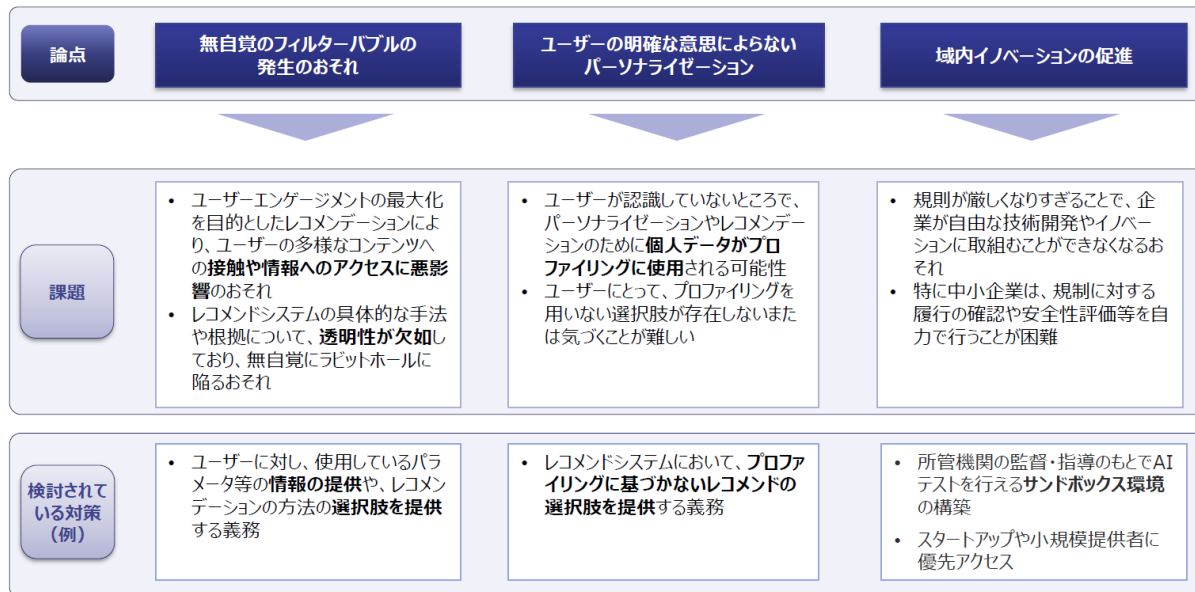 論点
無自覚のフィルターバブルの
発生のおそれ
ユーザーの明確な意思によらない
パーソナライゼーション
域内イノベーションの促進
課題
• ユーザーエンゲージメントの最大化
を目的としたレコメンデーションによ
り、ユーザーの多様なコンテンツへ
の接触や情報へのアクセスに悪影
響のおそれ
• レコメンドシステムの具体的な手法
や根拠について、透明性が欠如し
ており、無自覚にラビットホールに
陥るおそれ
• ユーザーが認識していないところで、
パーソナライゼーションやレコメンデー
ションのために個人データがプロ
ファイリングに使用される可能性
• ユーザーにとって、プロファイリングを
用いない選択肢が存在しないまた
は気づくことが難しい
• 規則が厳しくなりすぎることで、企
業が自由な技術開発やイノベー
ションに取組むことができなくなるお
それ
• 特に中小企業は、規制に対する
履行の確認や安全性評価等を自
力で行うことが困難
検討されて
いる対策
（例）
• ユーザーに対し、使用しているパラ
メータ等の情報の提供や、レコメン
デーションの方法の選択肢を提供
する義務
• レコメンドシステムにおいて、プロファ
イリングに基づかないレコメンドの
選択肢を提供する義務
• 所管機関の監督・指導のもとでAI
テストを行えるサンドボックス環境
の構築
• スタートアップや小規模提供者に
優先アクセス